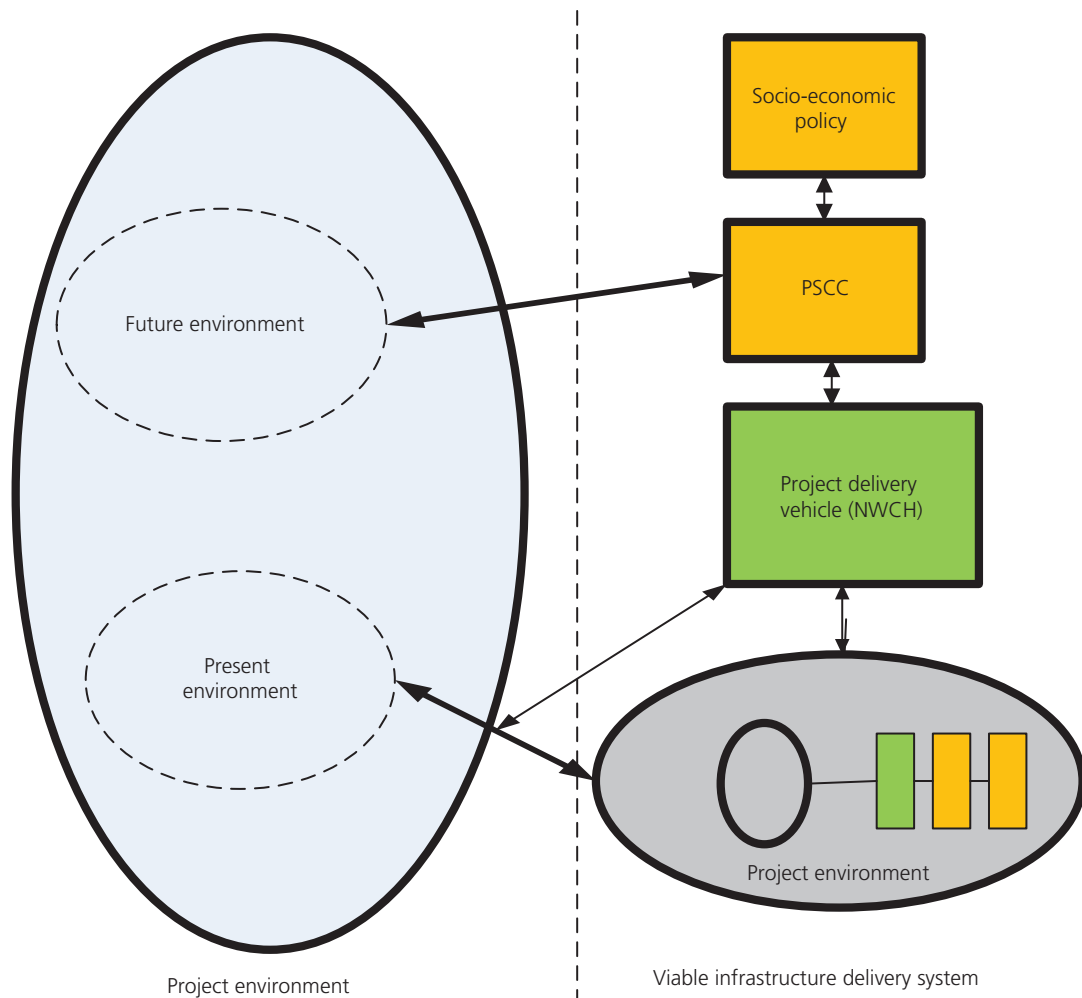 Socio-economic
policy
PSCC
Future environment
Project delivery
vehicle (NWCH)
Present
environment
Project environment
Project environment
Viable infrastructure delivery system